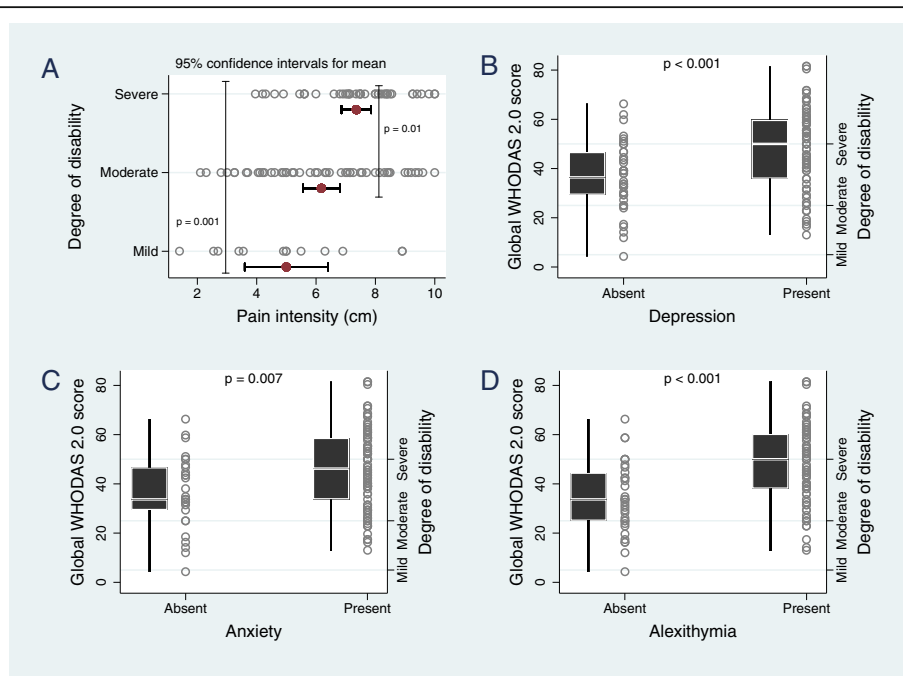 A
95% confidence intervals for mean
Degree of disability
Severe
Moderate
Mild
p = 0.01
p = 0.001
2 4 6 8 10
Pain intensity (cm)
B
p < 0.001
Global WHODAS 2.0 score
80
60
40
20
0
Mild Moderate Severe
Degree of disability
Absent Present
Depression
C
p = 0.007
Global WHODAS 2.0 score
80
60
40
20
0
Mild Moderate Severe
Degree of disability
Absent Present
Anxiety
D
p < 0.001
Global WHODAS 2.0 score
80
60
40
20
0
Mild Moderate Severe
Degree of disability
Absent Present
Alexithymia